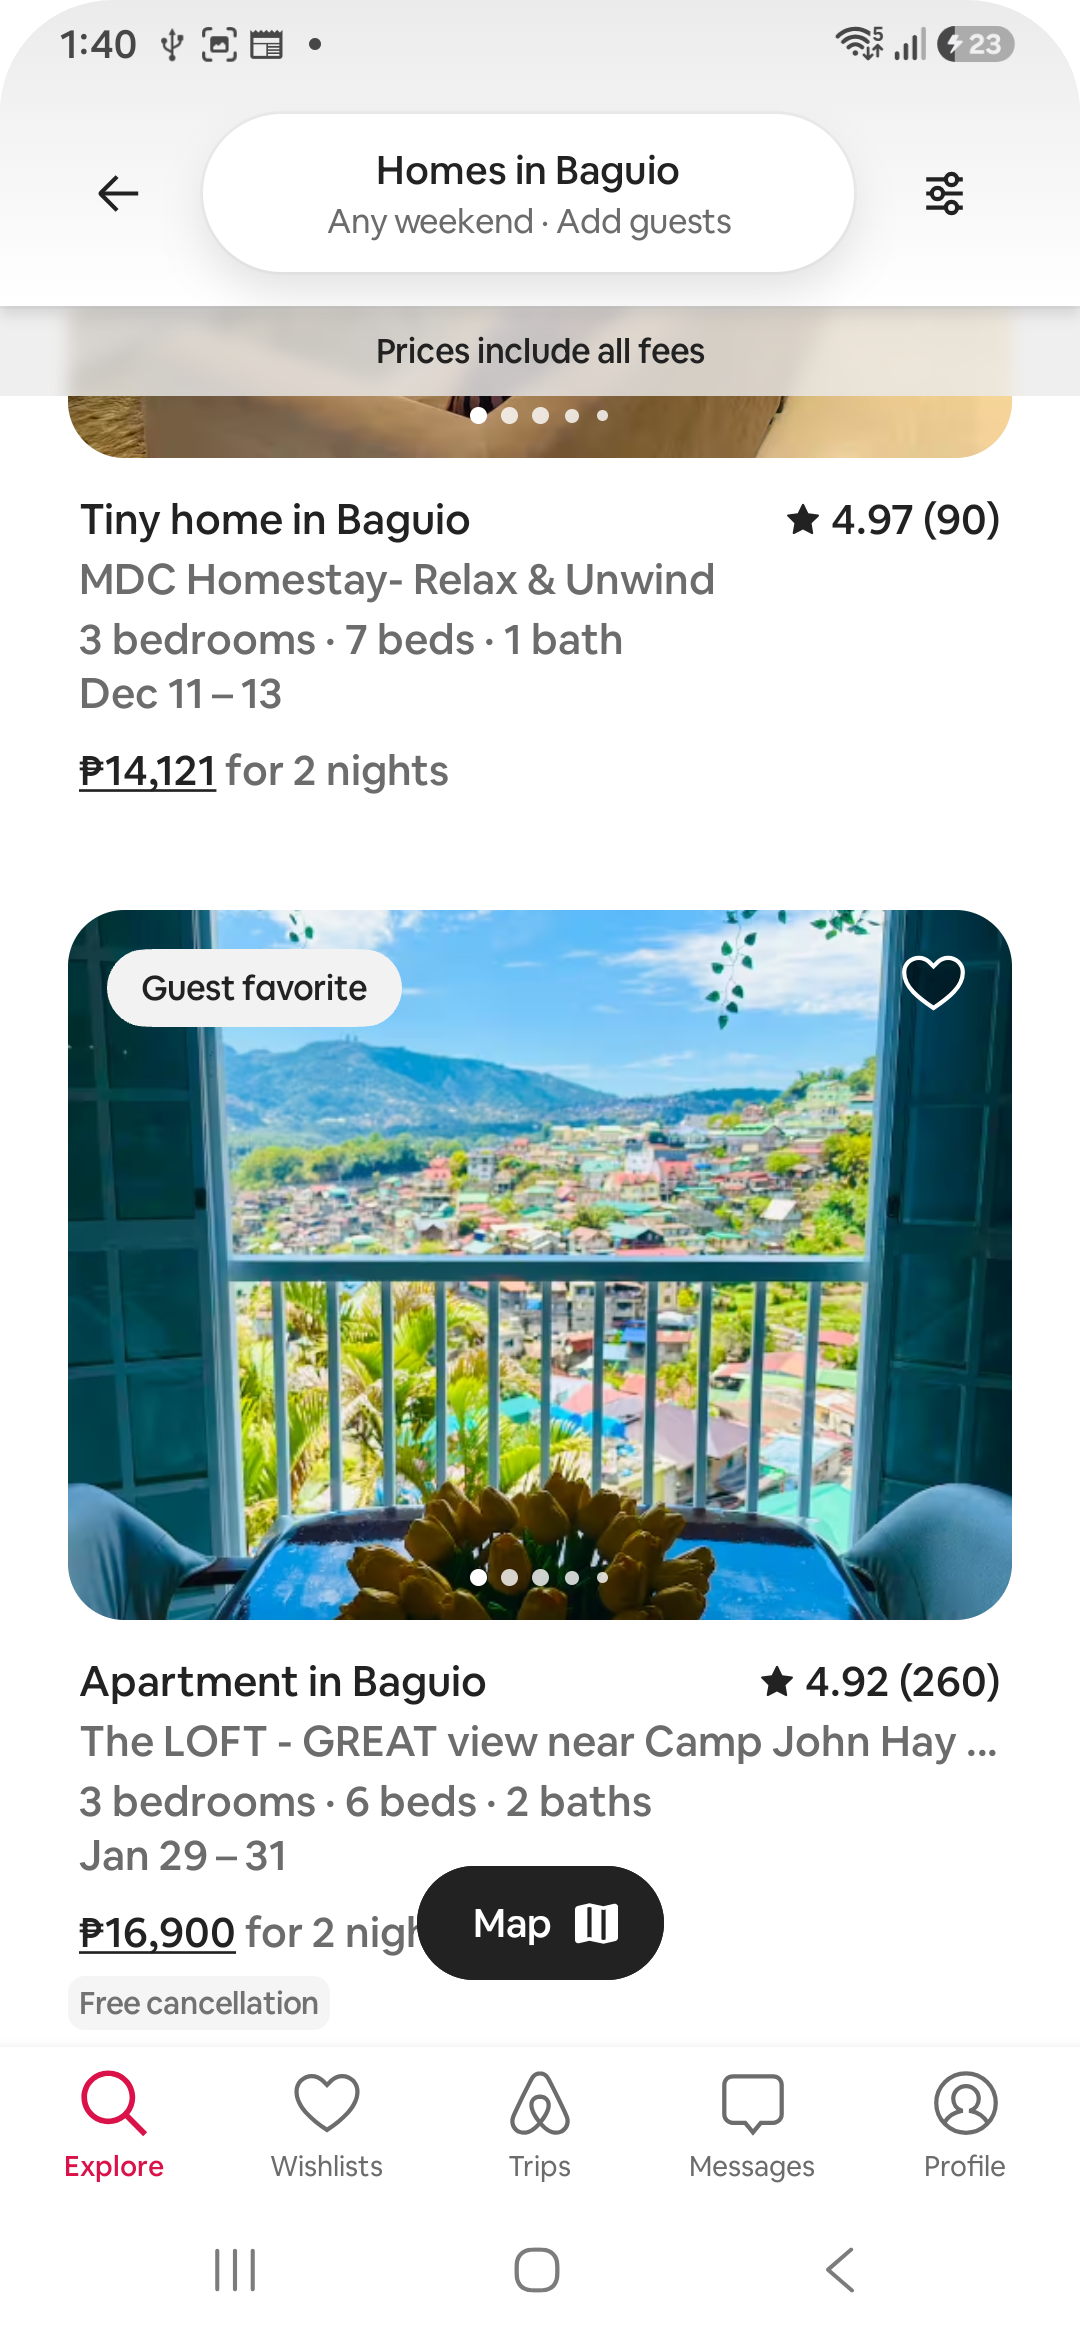 1:40
5
23
Homes in Baguio
Any weekend · Add guests
Prices include all fees
Tiny home in Baguio
★ 4.97 (90)
MDC Homestay- Relax & Unwind
3 bedrooms · 7 beds · 1 bath
Dec 11 – 13
₱14,121 for 2 nights
Guest favorite
Apartment in Baguio
★ 4.92 (260)
The LOFT - GREAT view near Camp John Hay ...
3 bedrooms · 6 beds · 2 baths
Jan 29 – 31
₱16,900 for 2 nigh
Map
Free cancellation
Explore
Wishlists
Trips
Messages
Profile